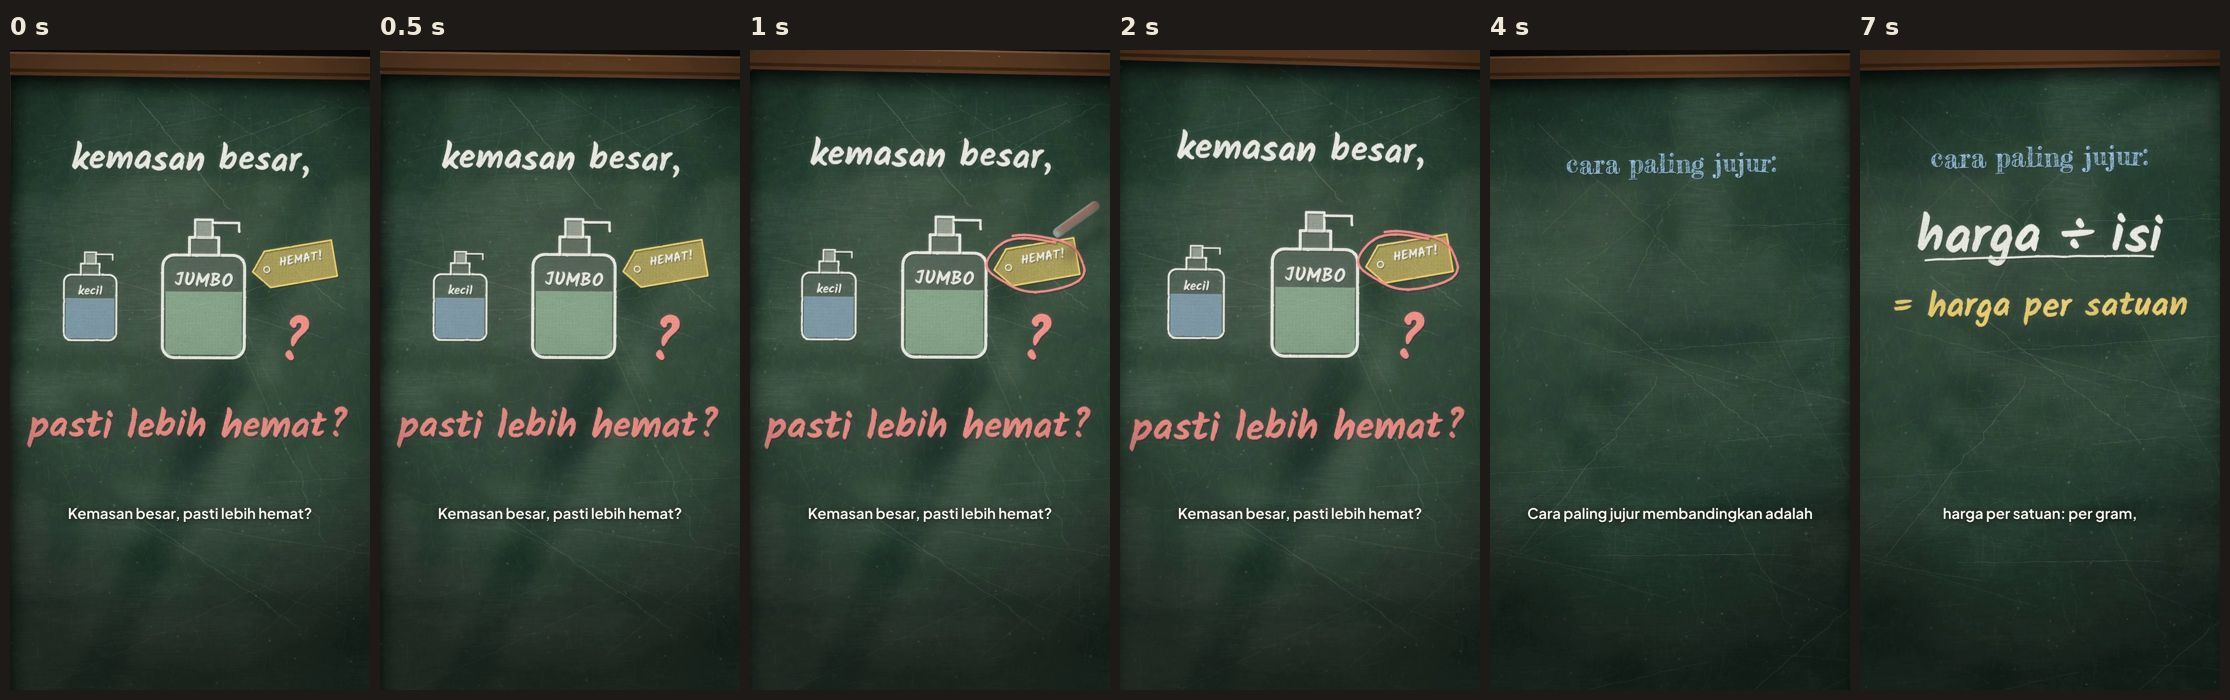 0 s
kemasan besar,
kecil
JUMBO
HEMAT!
?
pasti lebih hemat?
Kemasan besar, pasti lebih hemat?
0.5 s
kemasan besar,
kecil
JUMBO
HEMAT!
?
pasti lebih hemat?
Kemasan besar, pasti lebih hemat?
1 s
kemasan besar,
kecil
JUMBO
HEMAT!
?
pasti lebih hemat?
Kemasan besar, pasti lebih hemat?
2 s
kemasan besar,
kecil
JUMBO
HEMAT!
?
pasti lebih hemat?
Kemasan besar, pasti lebih hemat?
4 s
cara paling jujur:
Cara paling jujur membandingkan adalah
7 s
cara paling jujur:
harga ÷ isi
= harga per satuan
harga per satuan: per gram,